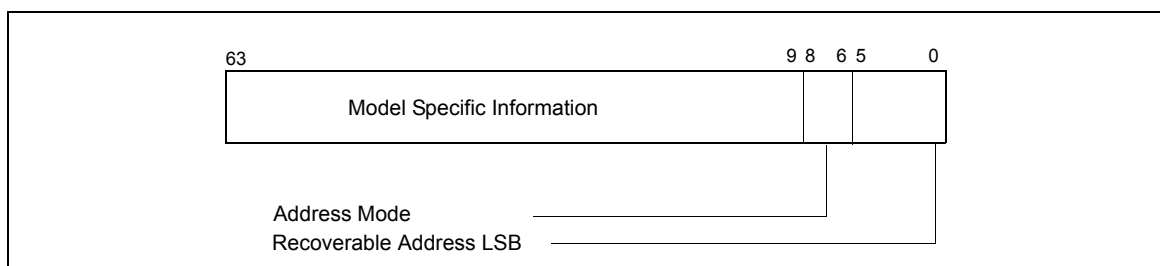 63 9 8 6 5 0
Model Specific Information
Address Mode
Recoverable Address LSB